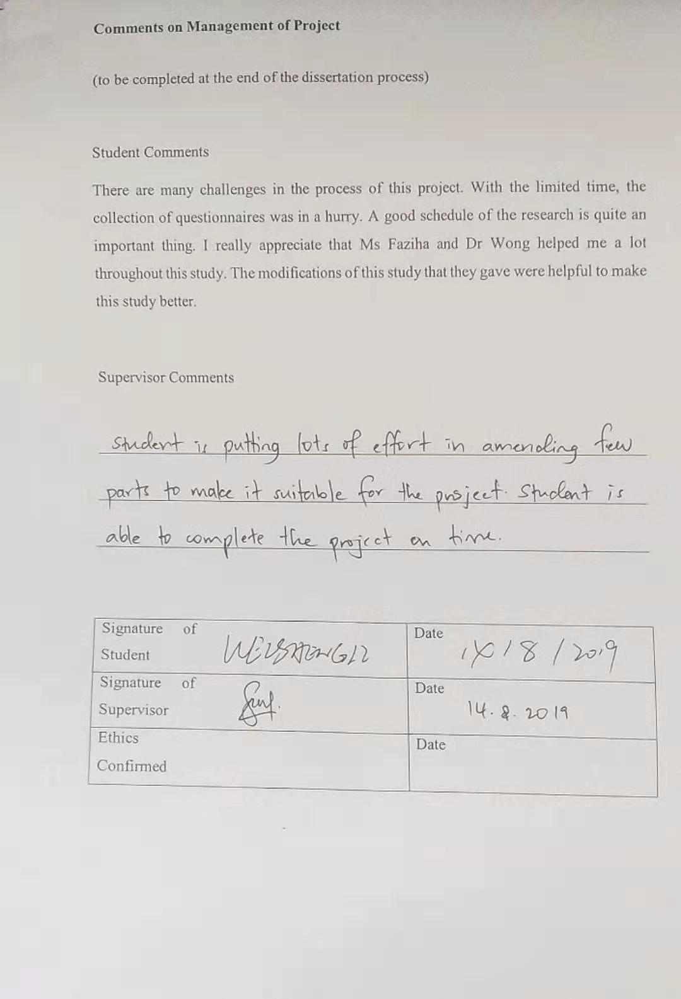 Comments on Management of Project
(to be completed at the end of the dissertation process)
Student Comments
There are many challenges in the process of this project. With the limited time, the
collection of questionnaires was in a hurry. A good schedule of the research is quite an
important thing. I really appreciate that Ms Faziha and Dr Wong helped me a lot
throughout this study. The modifications of this study that they gave were helpful to make
this study better.
Supervisor Comments
Student is putting lots of effort in amending few
parts to make it suitable for the project. Student is
able to complete the project on time.
Signature of
Student
Date
/8/2019
Signature of
Supervisor
Date
14.8.2019
Ethics
Confirmed
Date